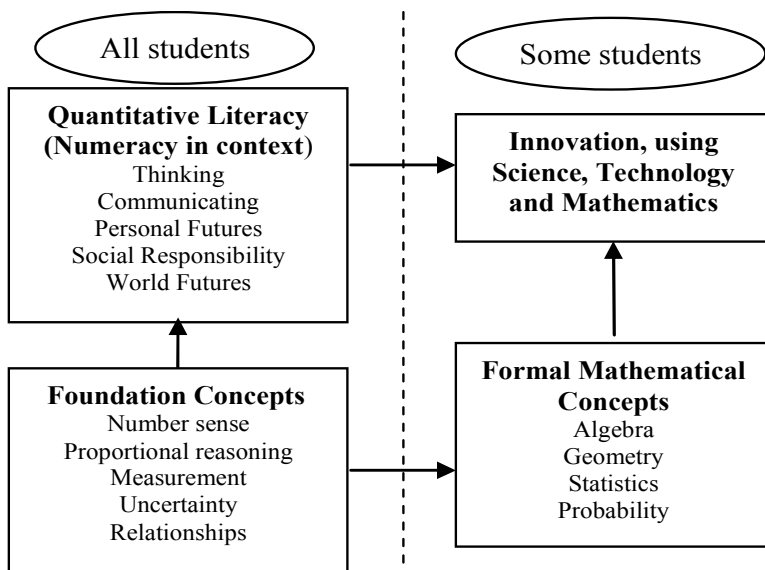 All students
Some students
Quantitative Literacy
(Numeracy in context)
Thinking
Communicating
Personal Futures
Social Responsibility
World Futures
Innovation, using
Science, Technology
and Mathematics
Foundation Concepts
Number sense
Proportional reasoning
Measurement
Uncertainty
Relationships
Formal Mathematical
Concepts
Algebra
Geometry
Statistics
Probability